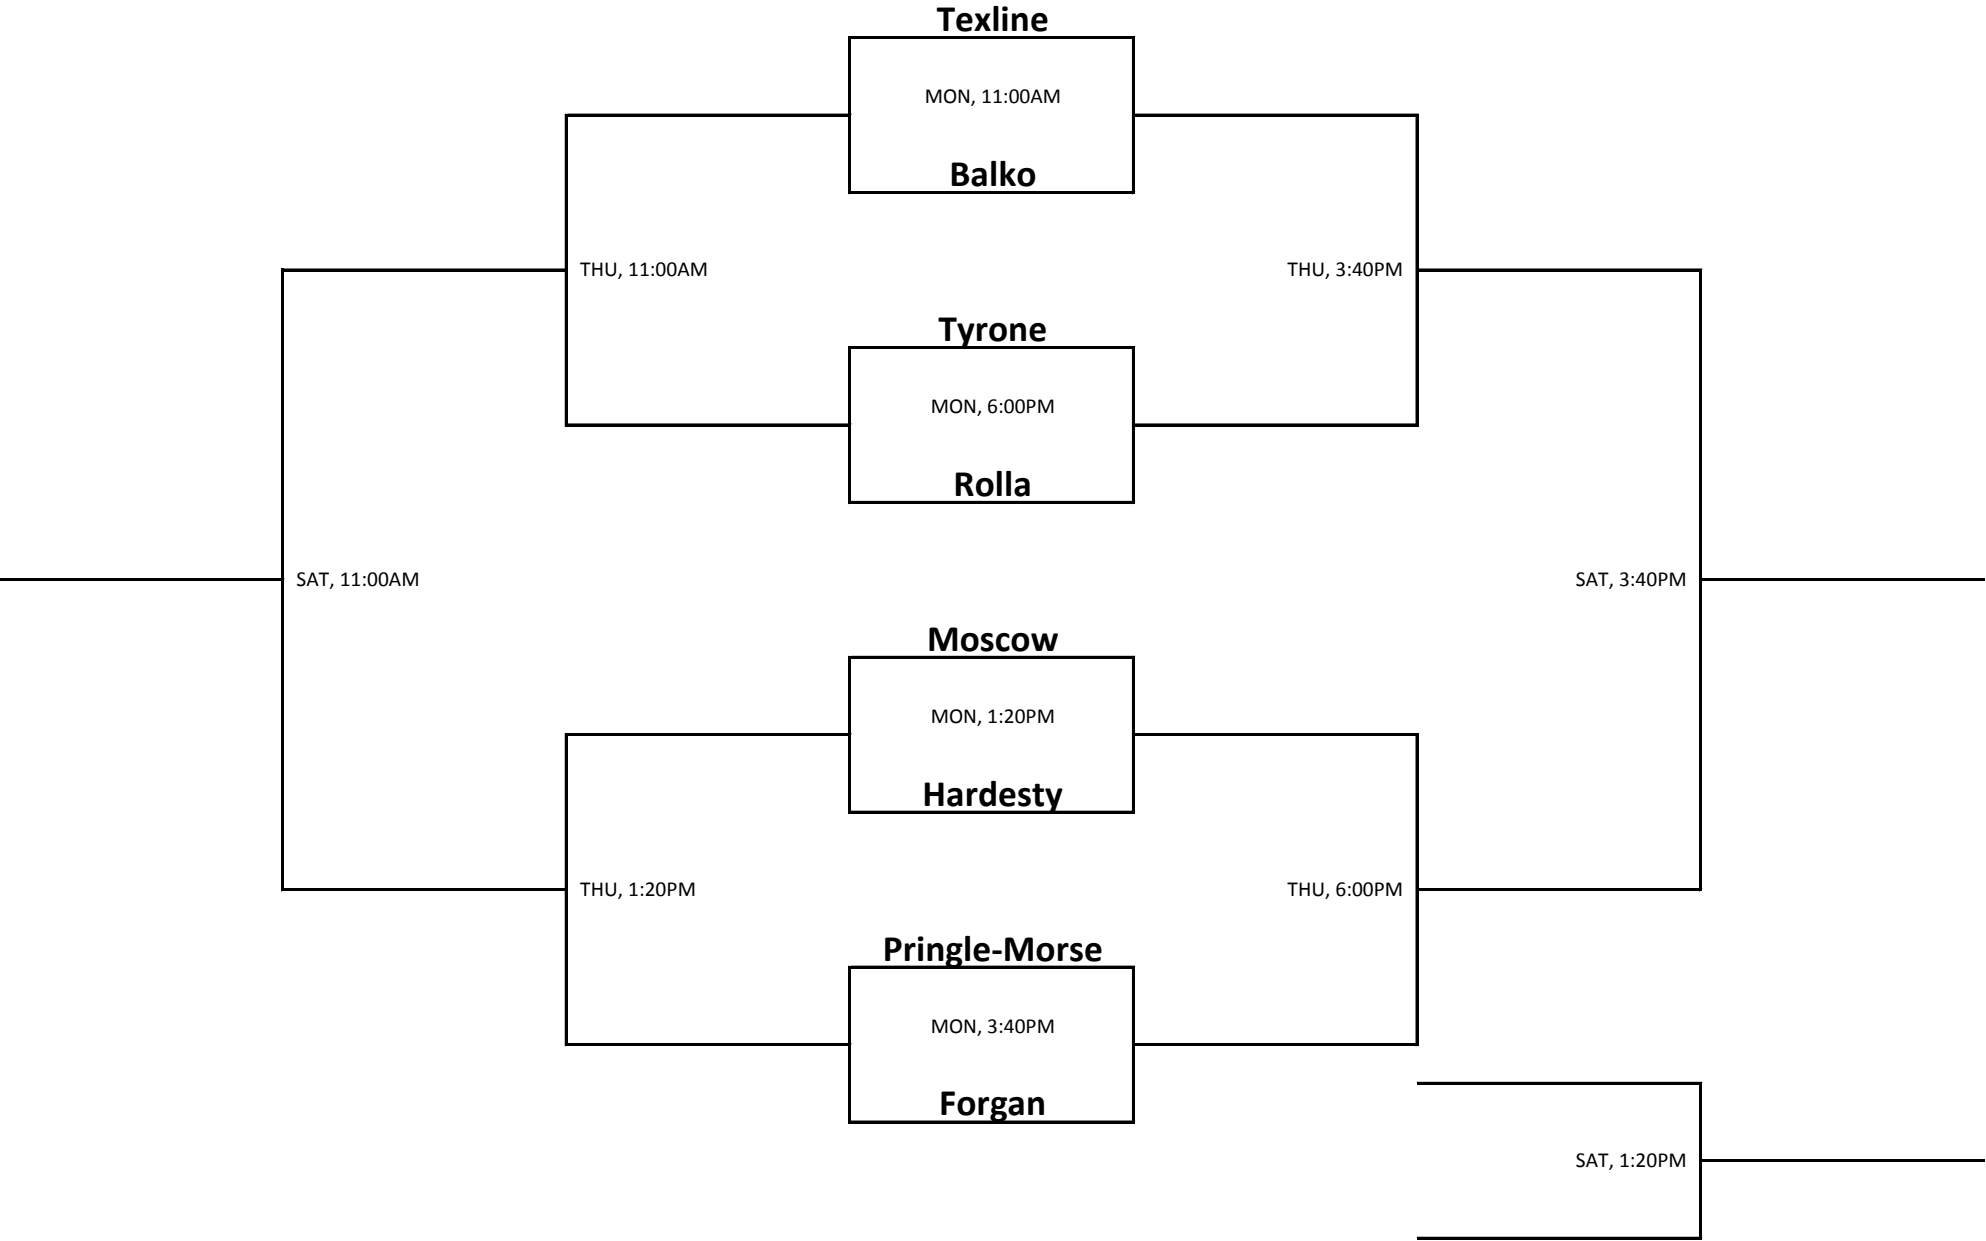 Texline
MON, 11:00AM
Balko
THU, 11:00AM
THU, 3:40PM
Tyrone
MON, 6:00PM
Rolla
SAT, 11:00AM
SAT, 3:40PM
Moscow
MON, 1:20PM
Hardesty
THU, 1:20PM
THU, 6:00PM
Pringle-Morse
MON, 3:40PM
Forgan
SAT, 1:20PM